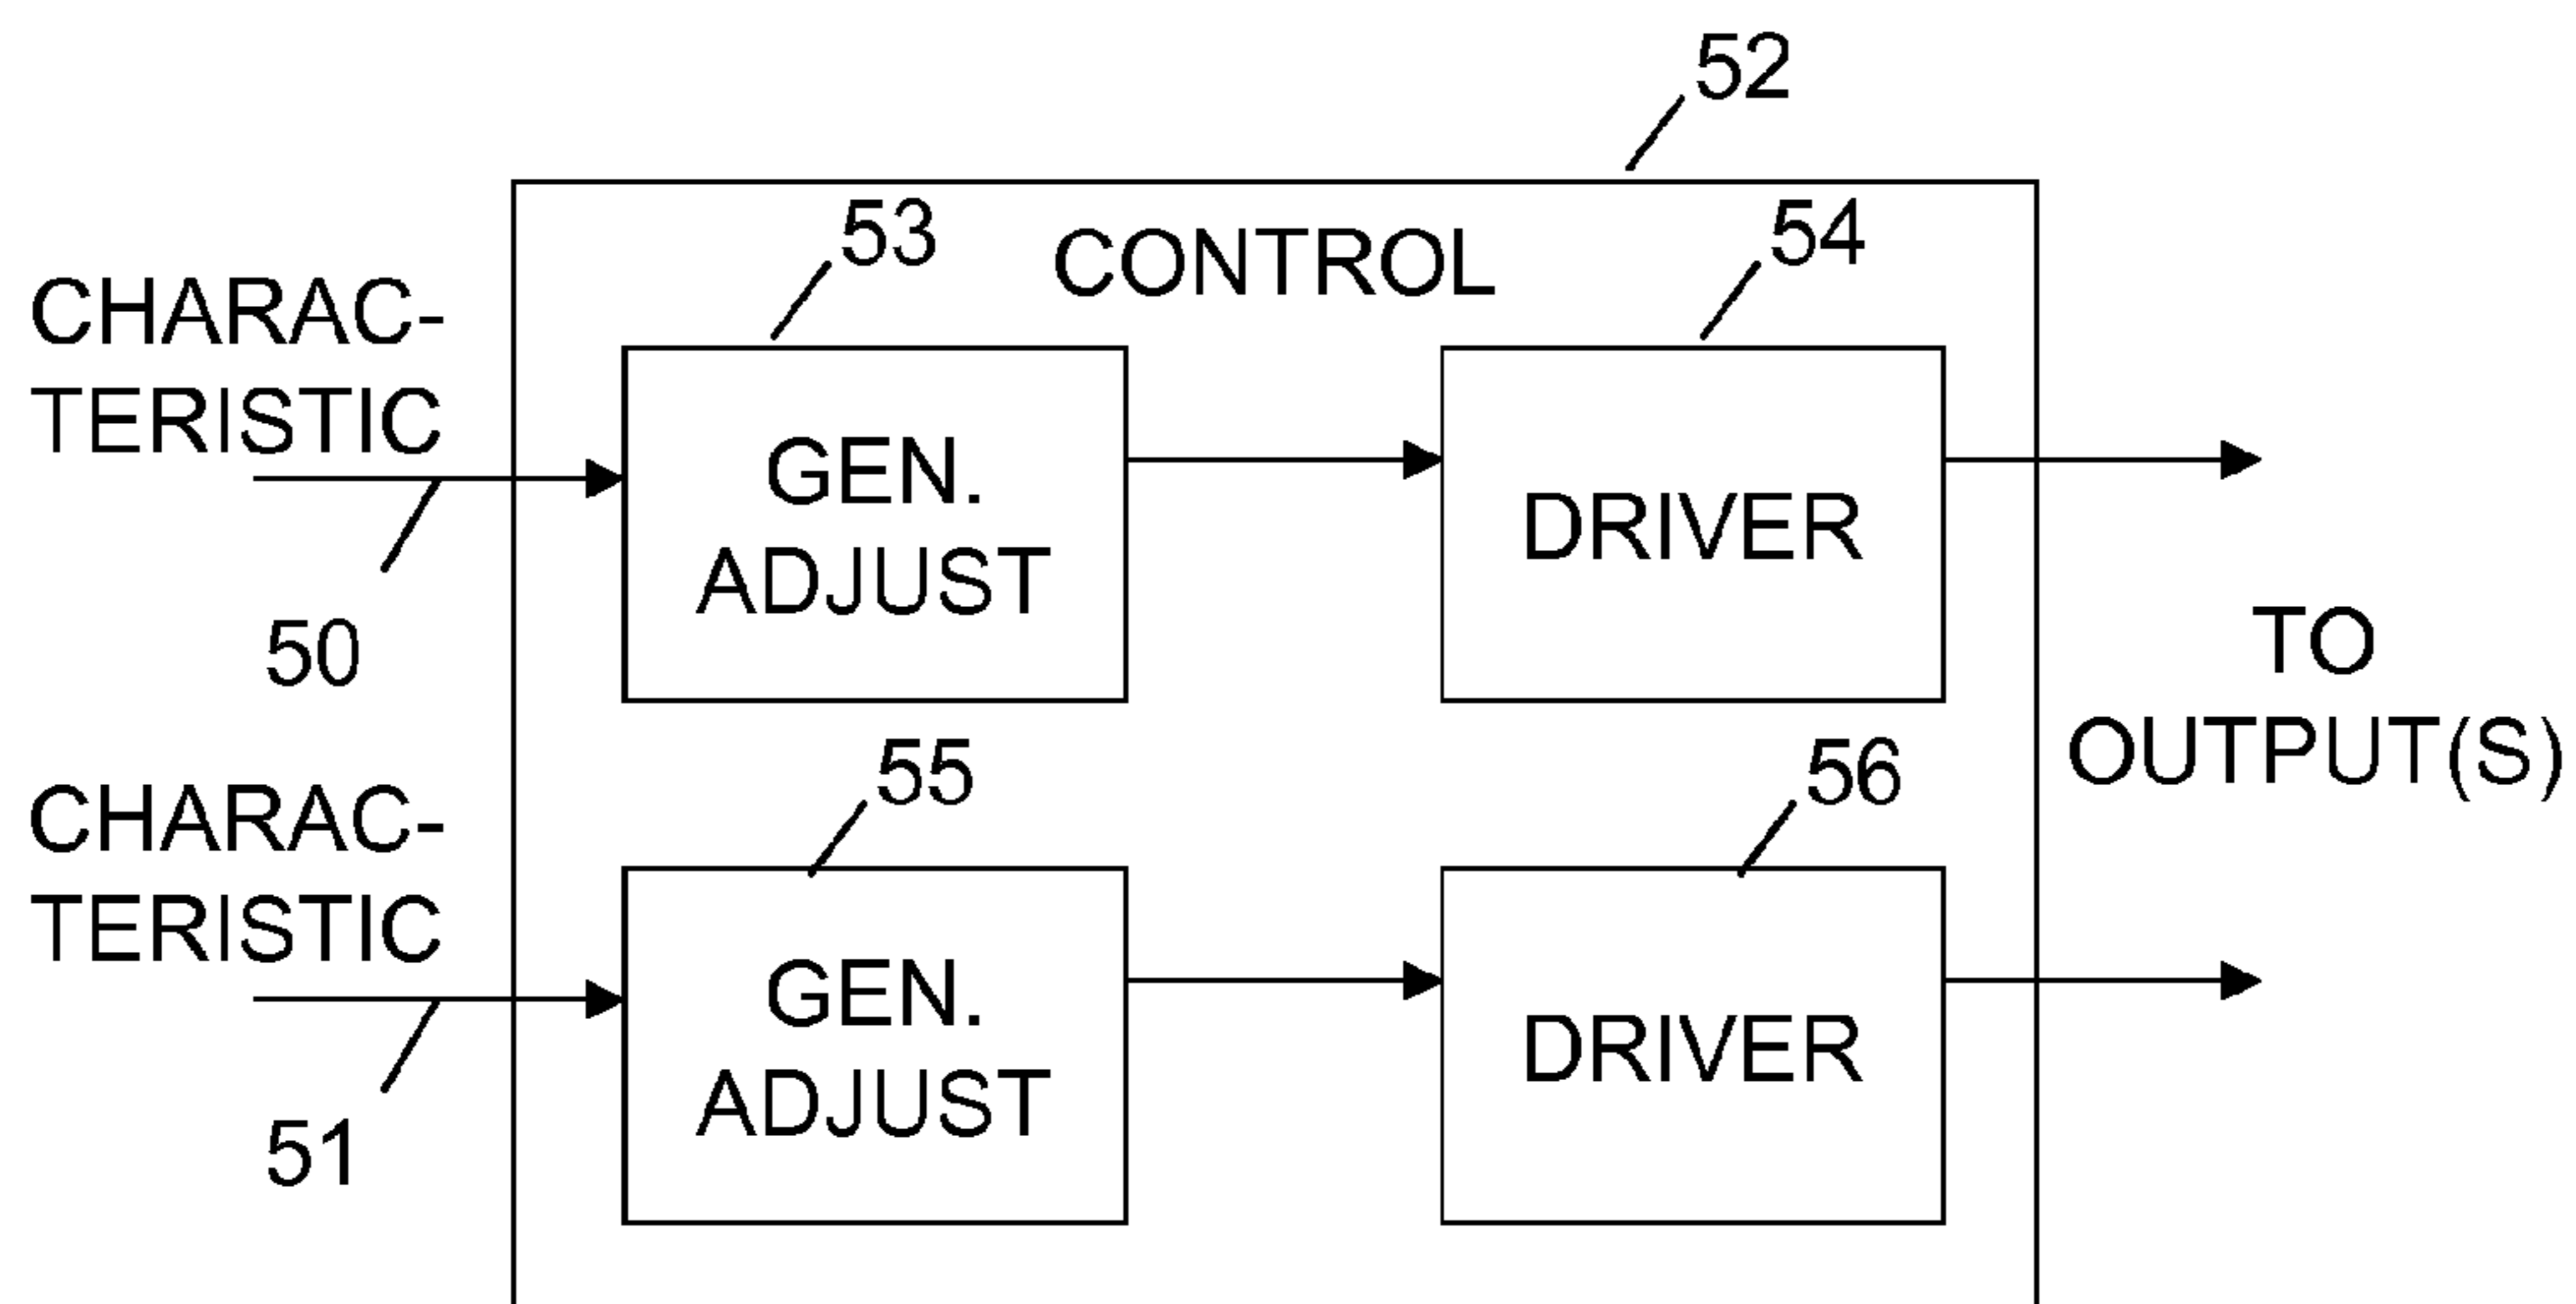 52
53
CONTROL
54
CHARAC-
TERISTIC
GEN.
ADJUST
DRIVER
50
TO
OUTPUT(S)
55
56
CHARAC-
TERISTIC
GEN.
ADJUST
DRIVER
51